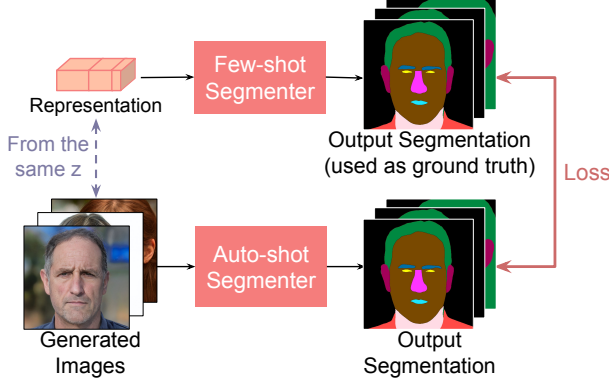 Few-shot
Segmenter
Representation
From the
same z
Output Segmentation
(used as ground truth)
Loss
Auto-shot
Segmenter
Generated
Images
Output
Segmentation